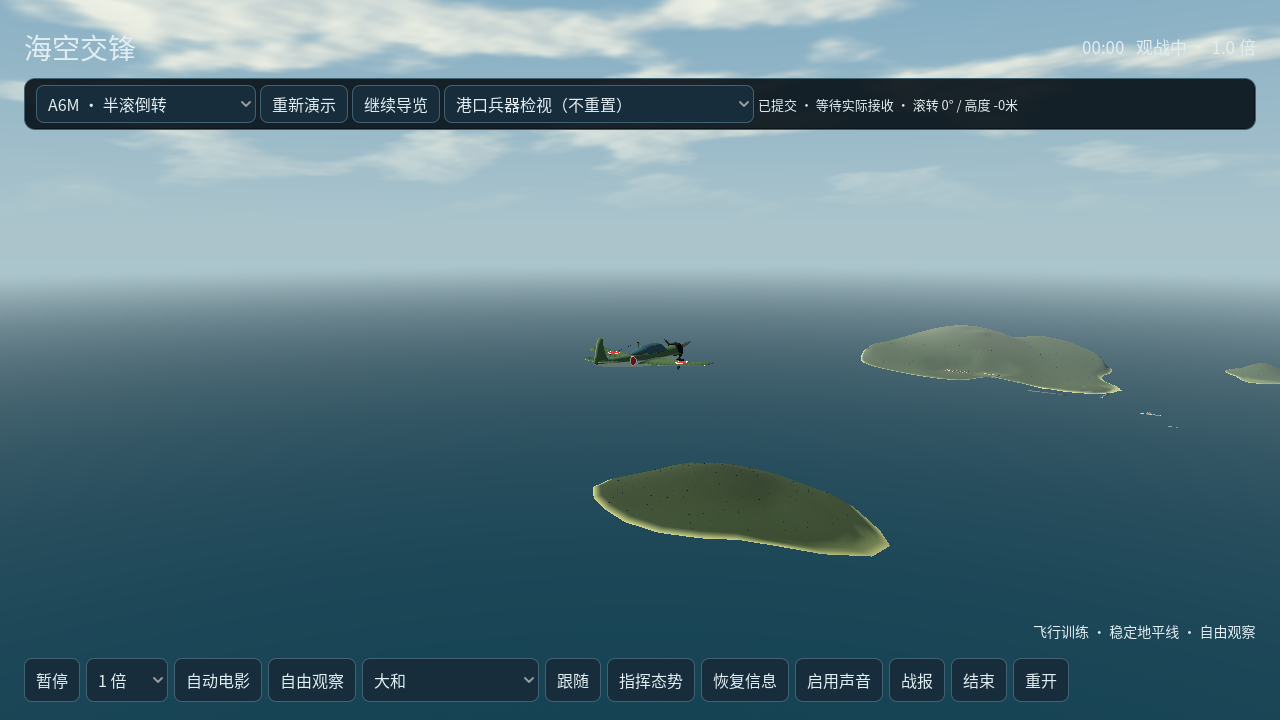 海空交锋
00:00 观战中 · 1.0 倍
A6M · 半滚倒转
重新演示
继续导览
港口兵器检视（不重置）
已提交 · 等待实际接收 · 滚转 0° / 高度 -0米
飞行训练 · 稳定地平线 · 自由观察
暂停
1 倍
自动电影
自由观察
大和
跟随
指挥态势
恢复信息
启用声音
战报
结束
重开